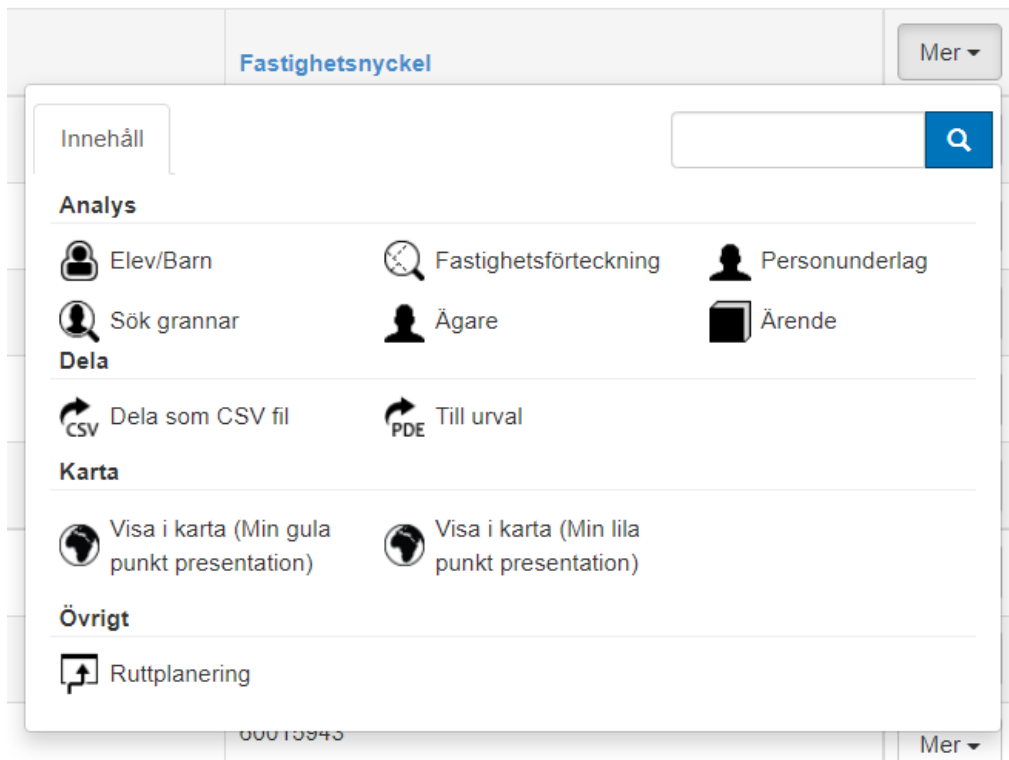 Fastighetsnyckel
Mer
Innehåll
Analys
Elev/Barn
Fastighetsförteckning
Personunderlag
Sök grannar
Ägare
Ärende
Dela
CSV Dela som CSV fil
PDE Till urval
Karta
Visa i karta (Min gula
punkt presentation)
Visa i karta (Min lila
punkt presentation)
Övrigt
Ruttplanering
60015943
Mer